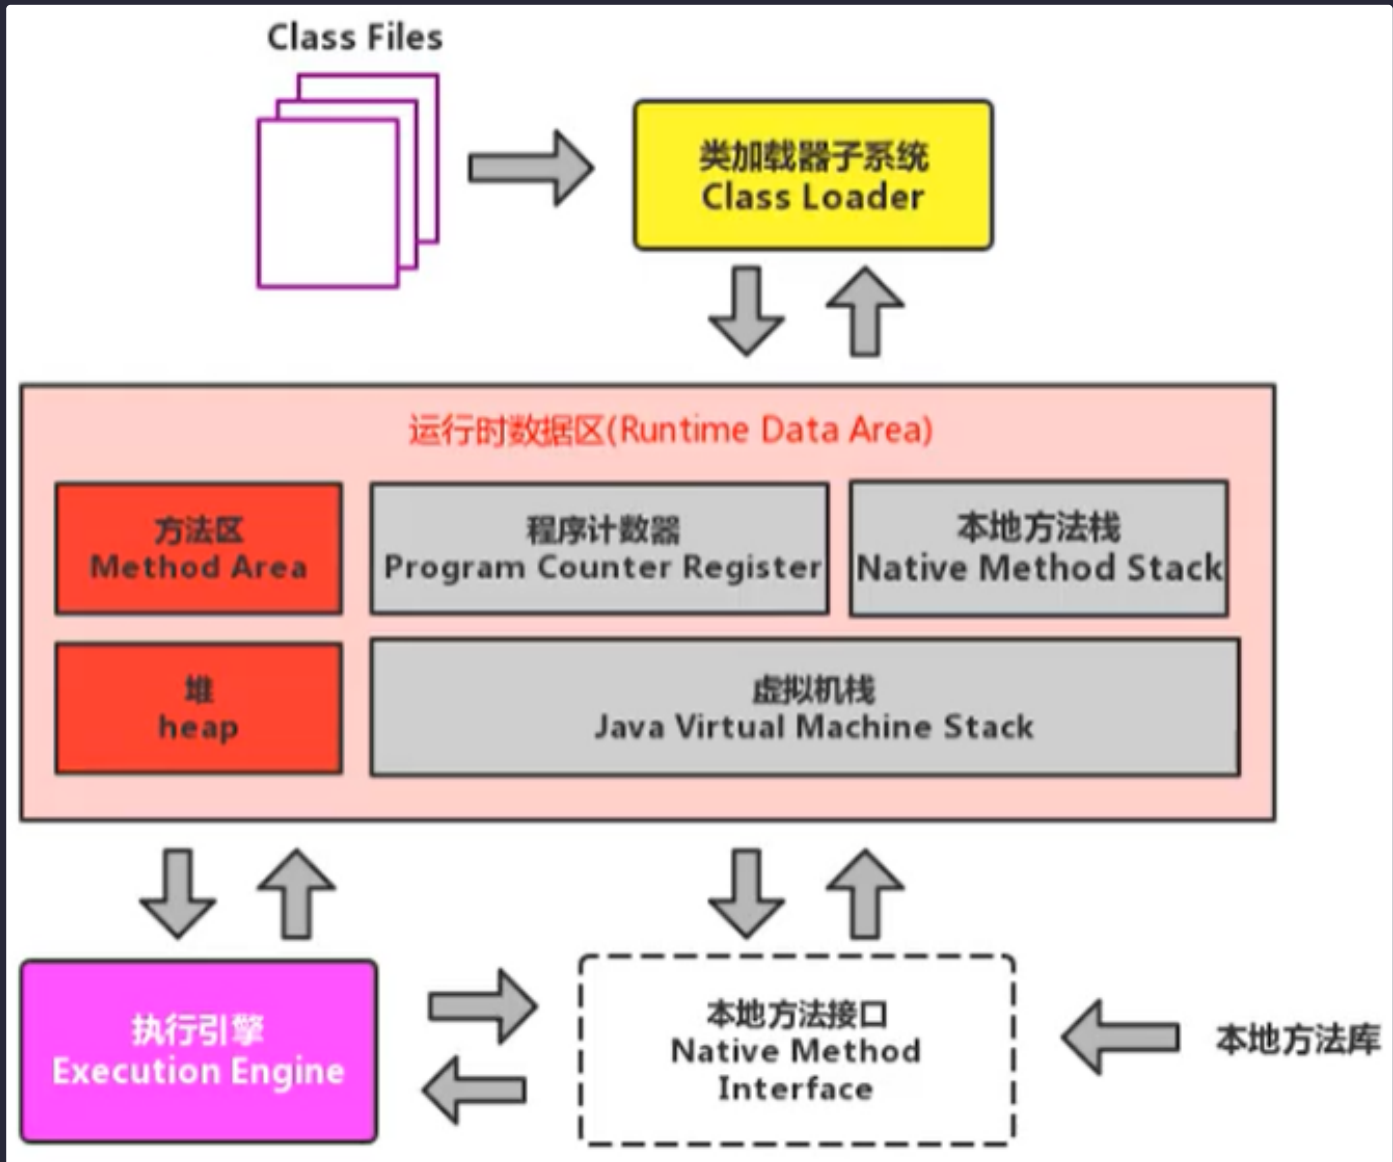 Class Files
类加载器子系统
Class Loader
运行时数据区(Runtime Data Area)
方法区
Method Area
程序计数器
Program Counter Register
本地方法栈
Native Method Stack
堆
heap
虚拟机栈
Java Virtual Machine Stack
执行引擎
Execution Engine
本地方法接口
Native Method
Interface
本地方法库